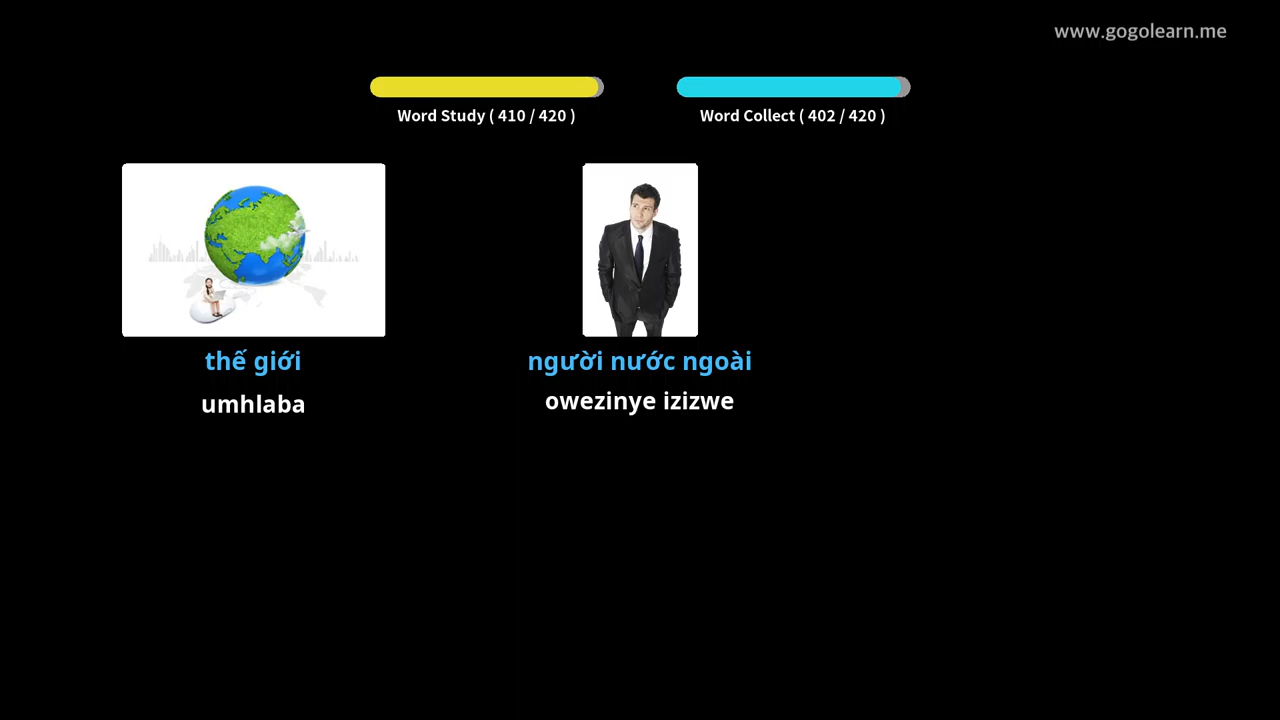 www.gogolearn.me
Word Study ( 410 / 420 )
Word Collect ( 402 / 420 )
thế giới
umhlaba
người nước ngoài
owezinye izizwe